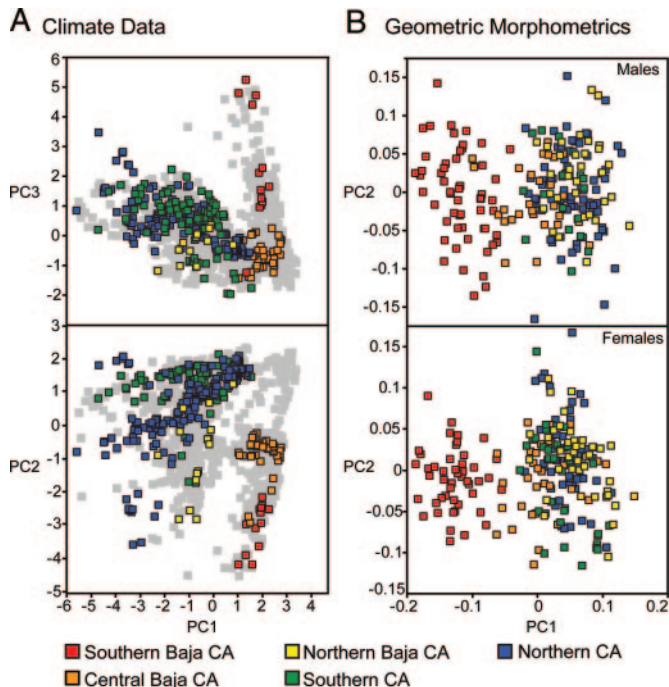 A Climate Data
B Geometric Morphometrics
6
5
4
3
PC3 2
1
0
-1
-2
3
2
1
0
PC2 -1
-2
-3
-4
5
-6 -5 -4 -3 -2 -1 0 1 2 3 4
PC1
Males
0.15
0.10
0.05
PC2 0
-0.05
-0.1
-0.15
Females
0.15
0.1
0.05
PC2 0
-0.05
-0.1
-0.15
-0.2 -0.1 0 0.1 0.2
PC1
Southern Baja CA Northern Baja CA Northern CA
Central Baja CA Southern CA